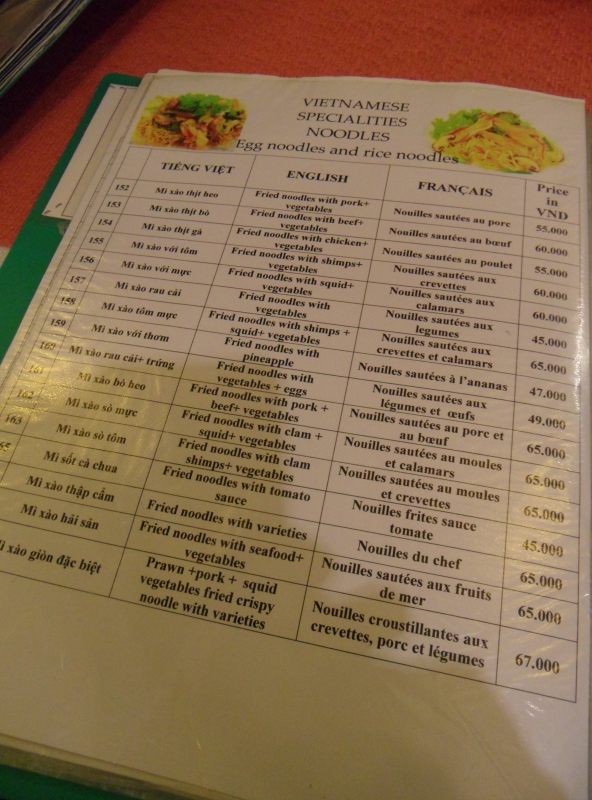 VIETNAMESE
SPECIALITIES
NOODLES
Egg noodles and rice noodles
TIẾNG VIỆT ENGLISH FRANÇAIS Price
in
VND
152 Mì xào thịt heo Fried noodles with pork+
vegetables Nouilles sautées au porc 55.000
153 Mì xào thịt bò Fried noodles with beef+
vegetables Nouilles sautées au bœuf 60.000
154 Mì xào thịt gà Fried noodles with chicken+
vegetables Nouilles sautées au poulet 55.000
155 Mì xào với tôm Fried noodles with shimps+
vegetables Nouilles sautées aux
crevettes 60.000
156 Mì xào với mực Fried noodles with squid+
vegetables Nouilles sautées aux
calamars 60.000
157 Mì xào rau cải Fried noodles with
vegetables Nouilles sautées aux
legumes 45.000
158 Mì xào tôm mực Fried noodles with shimps +
squid+ vegetables Nouilles sautées aux
crevettes et calamars 65.000
159 Mì xào với thơm Fried noodles with
pineapple Nouilles sautées à l'ananas 47.000
160 Mì xào rau cải+ trứng Fried noodles with
vegetables + eggs Nouilles sautées aux
légumes et œufs 49.000
161 Mì xào bò heo Fried noodles with pork +
beef+ vegetables Nouilles sautées au porc et
au bœuf 65.000
162 Mì xào sò mực Fried noodles with clam +
squid+ vegetables Nouilles sautées au moules
et calamars 65.000
163 Mì xào sò tôm Fried noodles with clam
shimps+ vegetables Nouilles sautées au moules
et crevettes 65.000
65 Mì sốt cà chua Fried noodles with tomato
sauce Nouilles frites sauce
tomate 45.000
Mì xào thập cẩm Fried noodles with varieties Nouilles du chef 65.000
Mì xào hải sản Fried noodles with seafood+
vegetables Nouilles sautées aux fruits
de mer 65.000
xào giòn đặc biệt Prawn +pork + squid
vegetables fried crispy
noodle with varieties Nouilles croustillantes aux
crevettes, porc et légumes 67.000